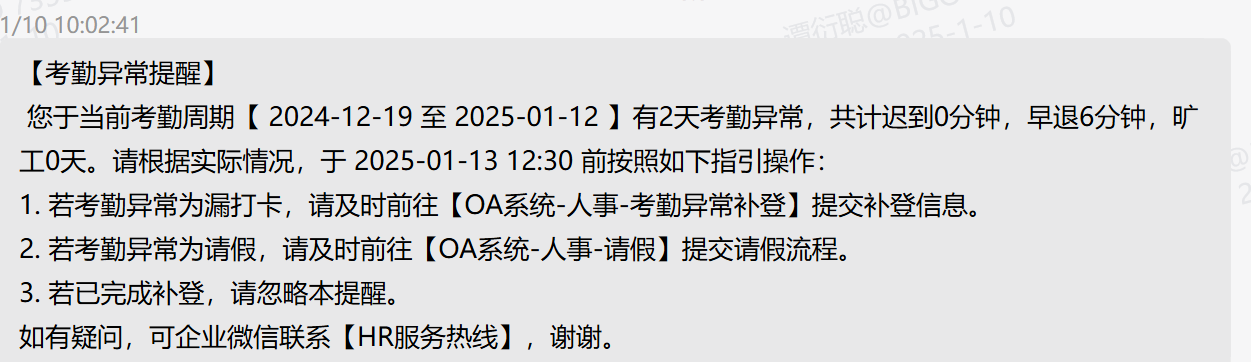 1/10 10:02:41
【考勤异常提醒】
您于当前考勤周期【 2024-12-19 至 2025-01-12 】有2天考勤异常，共计迟到0分钟，早退6分钟，旷
工0天。请根据实际情况，于 2025-01-13 12:30 前按照如下指引操作：
1. 若考勤异常为漏打卡，请及时前往【OA系统-人事-考勤异常补登】提交补登信息。
2. 若考勤异常为请假，请及时前往【OA系统-人事-请假】提交请假流程。
3. 若已完成补登，请忽略本提醒。
如有疑问，可企业微信联系【HR服务热线】，谢谢。